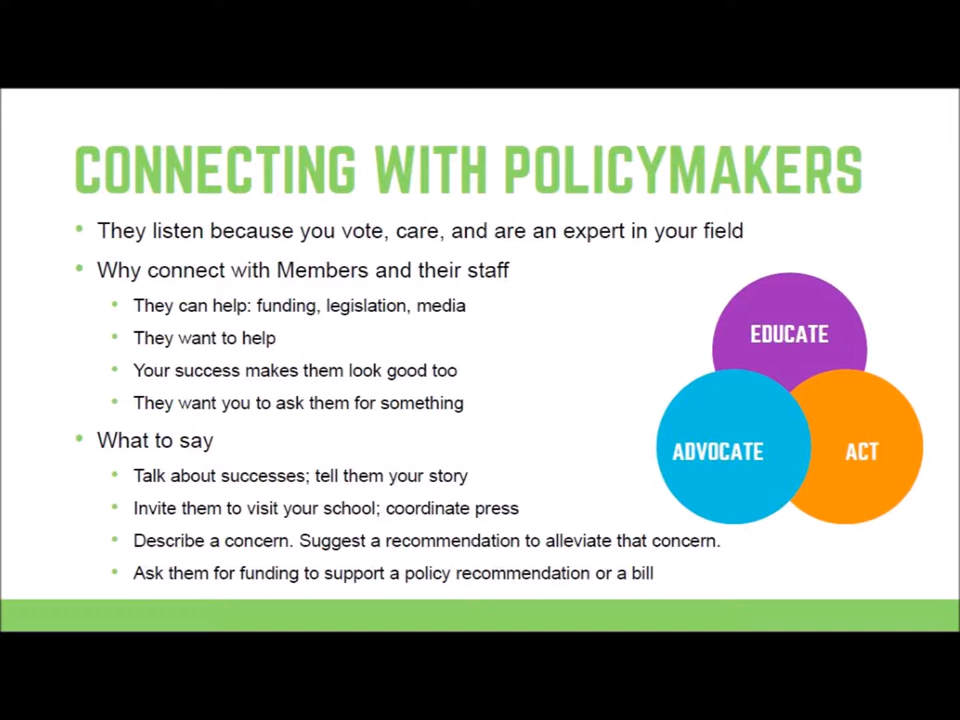 CONNECTING WITH POLICYMAKERS
• They listen because you vote, care, and are an expert in your field
• Why connect with Members and their staff
• They can help: funding, legislation, media
• They want to help
• Your success makes them look good too
• They want you to ask them for something
• What to say
• Talk about successes; tell them your story
• Invite them to visit your school; coordinate press
• Describe a concern. Suggest a recommendation to alleviate that concern.
• Ask them for funding to support a policy recommendation or a bill
EDUCATE
ADVOCATE
ACT